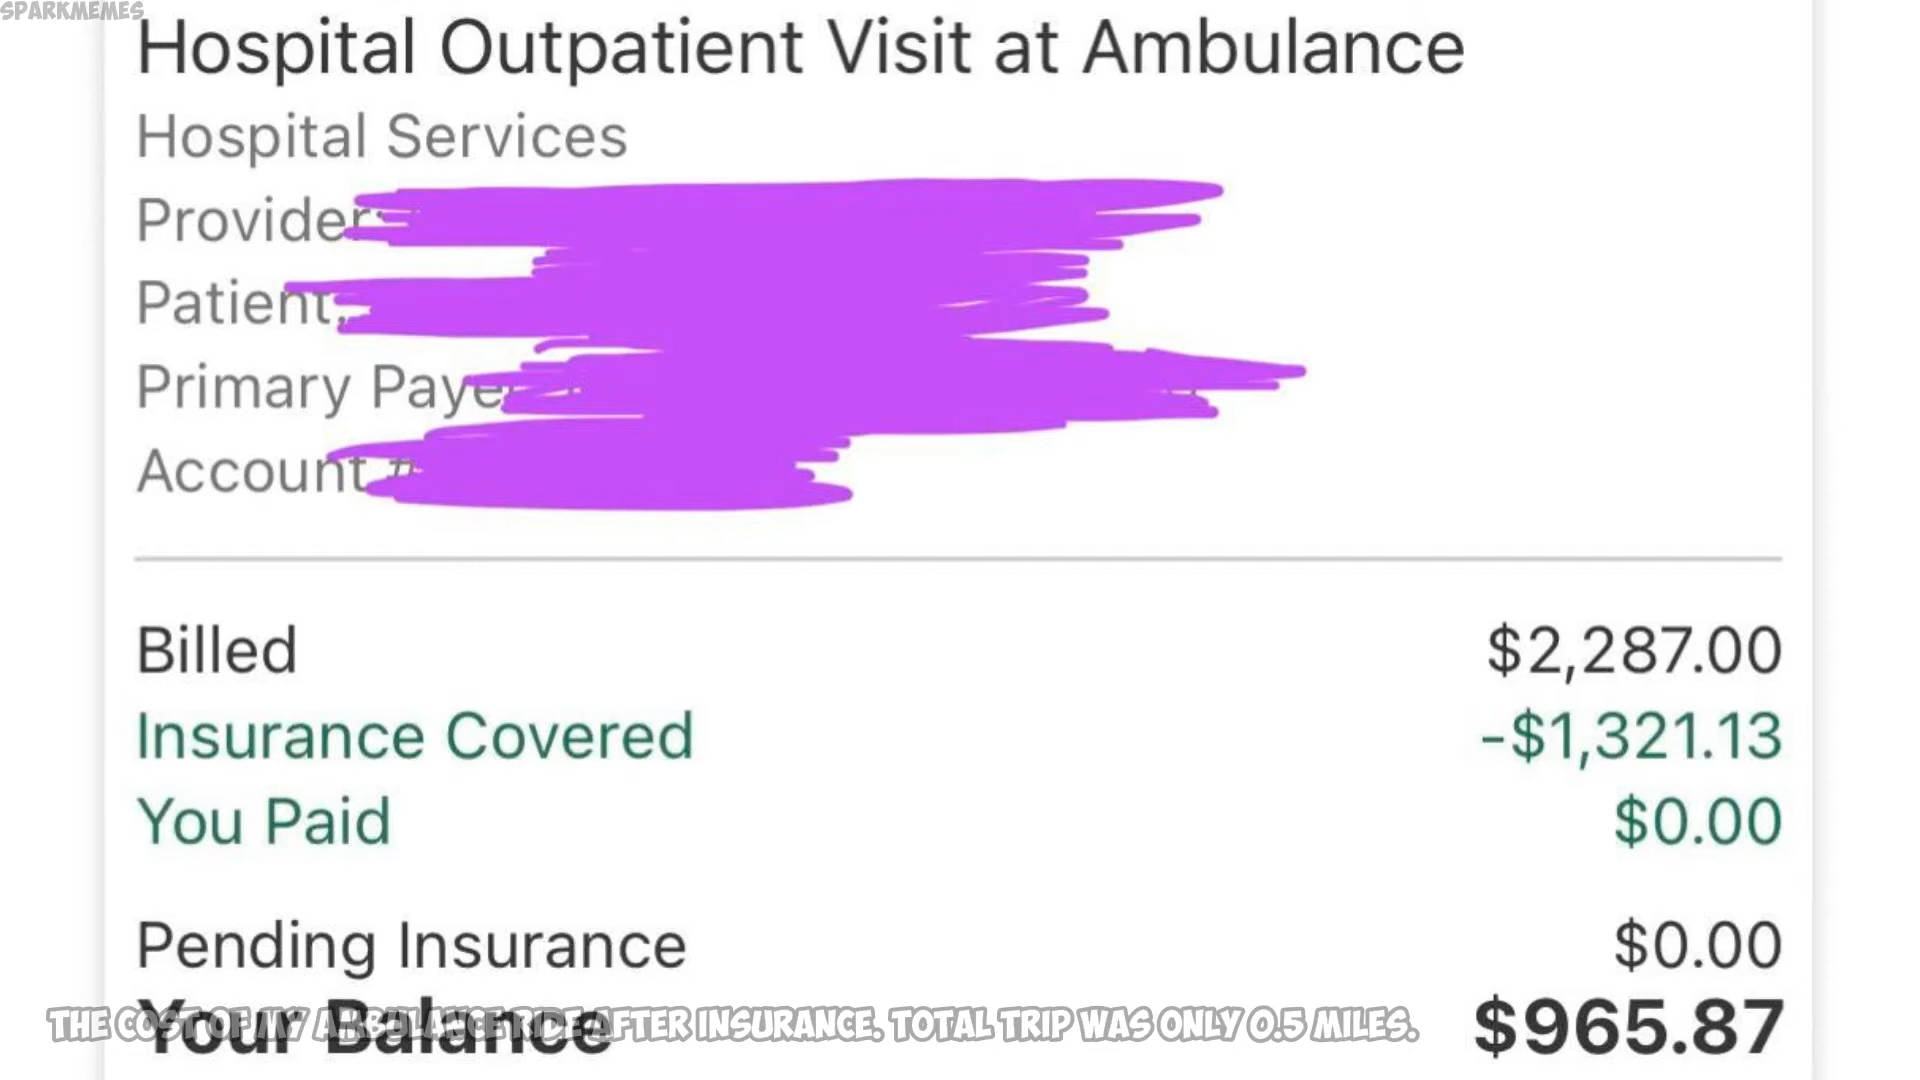 SPARKMEMES
Hospital Outpatient Visit at Ambulance
Hospital Services
Provider:
Patient:
Primary Payer
Account #
Billed $2,287.00
Insurance Covered -$1,321.13
You Paid $0.00
Pending Insurance $0.00
Your Balance $965.87
THE COST OF MY AMBULANCE RIDE AFTER INSURANCE. TOTAL TRIP WAS ONLY 0.5 MILES.